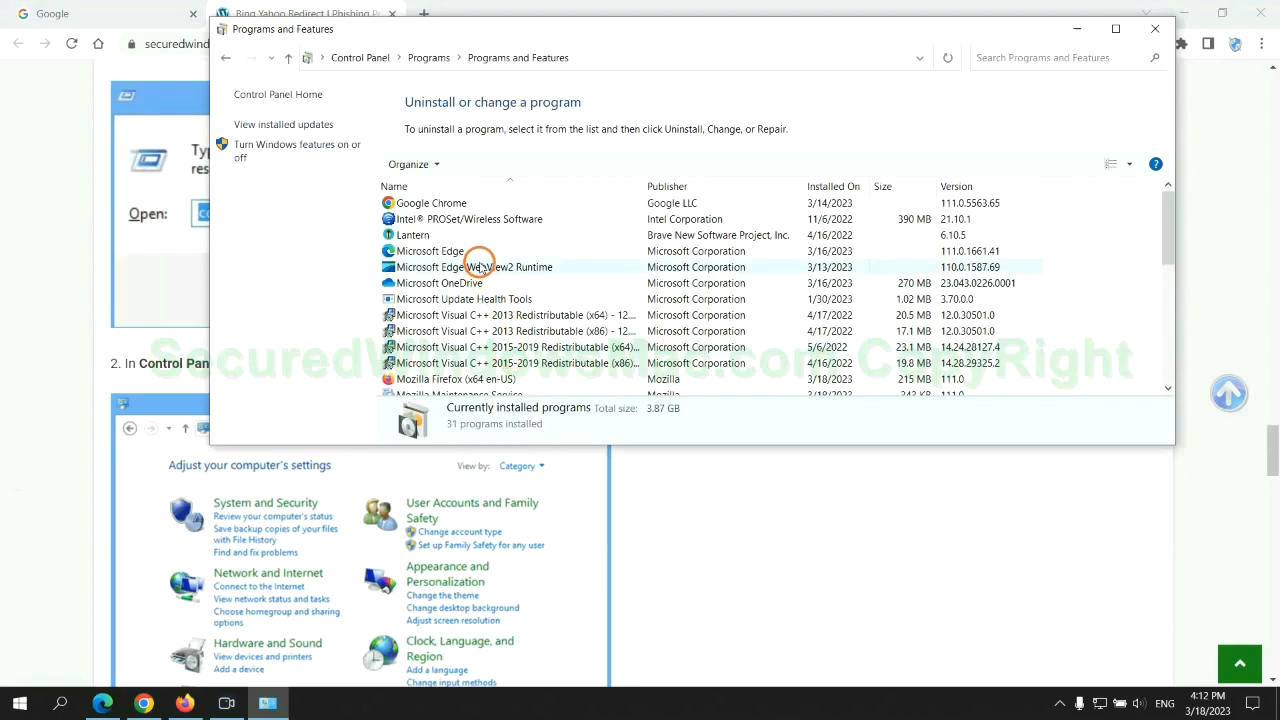 Google
Bing Yahoo Redirect | Phishing Pr
securedwind
Programs and Features
Control Panel
Programs
Programs and Features
Search Programs and Features
Control Panel Home
View installed updates
Turn Windows features on or
off
Uninstall or change a program
To uninstall a program, select it from the list and then click Uninstall, Change, or Repair.
Organize
Name Publisher Installed On Size Version
Google Chrome Google LLC 3/14/2023 111.0.5563.65
Intel® PROSet/Wireless Software Intel Corporation 11/6/2022 390 MB 21.10.1
Lantern Brave New Software Project, Inc. 4/16/2022 6.10.5
Microsoft Edge Microsoft Corporation 3/16/2023 111.0.1661.41
Microsoft Edge WebView2 Runtime Microsoft Corporation 3/13/2023 110.0.1587.69
Microsoft OneDrive Microsoft Corporation 3/16/2023 270 MB 23.043.0226.0001
Microsoft Update Health Tools Microsoft Corporation 1/30/2023 1.02 MB 3.70.0.0
Microsoft Visual C++ 2013 Redistributable (x64) - 12.... Microsoft Corporation 4/17/2022 20.5 MB 12.0.30501.0
Microsoft Visual C++ 2013 Redistributable (x86) - 12.... Microsoft Corporation 4/17/2022 17.1 MB 12.0.30501.0
Microsoft Visual C++ 2015-2019 Redistributable (x64)... Microsoft Corporation 5/6/2022 23.1 MB 14.24.28127.4
Microsoft Visual C++ 2015-2019 Redistributable (x86)... Microsoft Corporation 4/16/2022 19.8 MB 14.28.29325.2
Mozilla Firefox (x64 en-US) Mozilla 3/18/2023 215 MB 111.0
Mozilla Maintenance Service Mozilla 3/18/2023 343 KB 111.0
Currently installed programs Total size: 3.87 GB
31 programs installed
Ty
res
Open:
2. In Control Pan
Adjust your computer's settings
View by: Category
System and Security
Review your computer's status
Save backup copies of your files
with File History
Find and fix problems
Network and Internet
Connect to the Internet
View network status and tasks
Choose homegroup and sharing
options
Hardware and Sound
View devices and printers
Add a device
User Accounts and Family
Safety
Change account type
Set up Family Safety for any user
Appearance and
Personalization
Change the theme
Change desktop background
Adjust screen resolution
Clock, Language, and
Region
Add a language
Change input methods
ENG
4:12 PM
3/18/2023